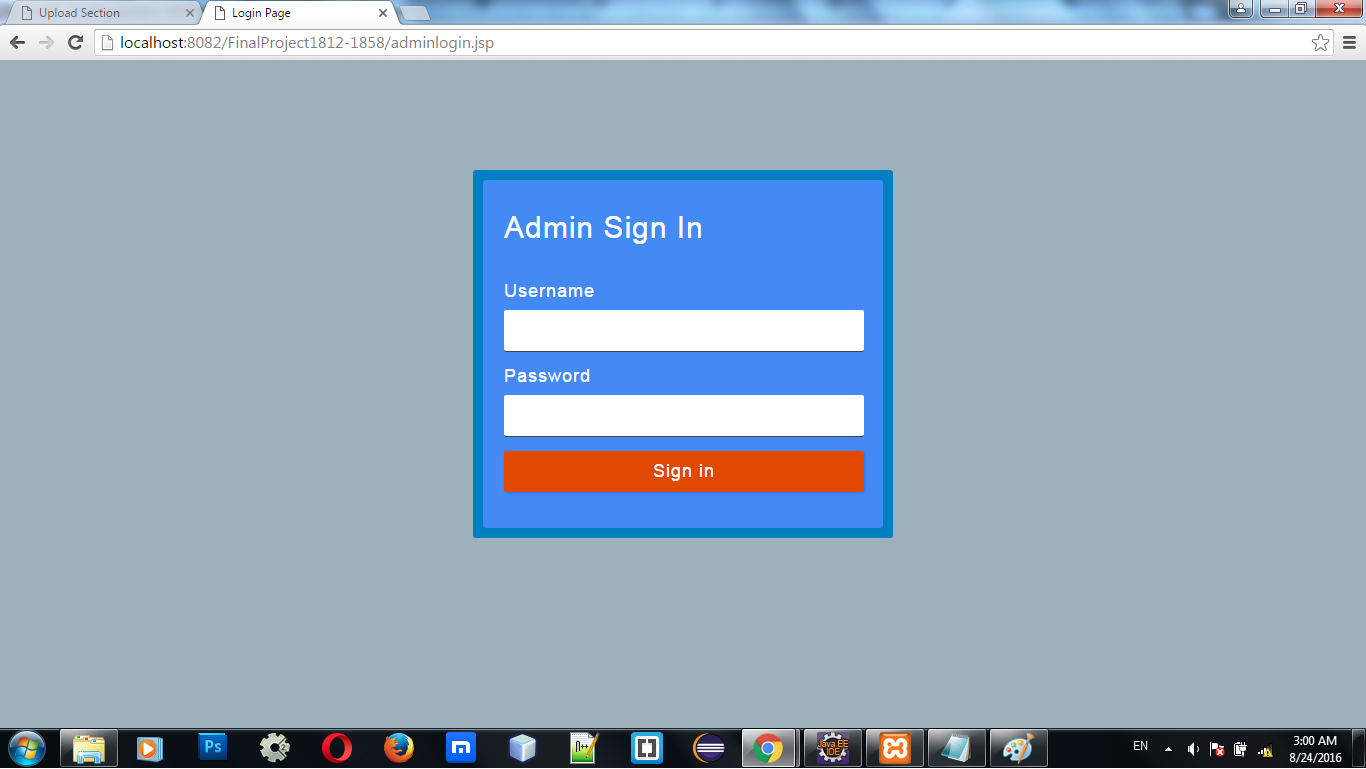 Upload Section
Login Page
localhost:8082/FinalProject1812-1858/adminlogin.jsp
Admin Sign In
Username
Password
Sign in
Ps
2
m
N++
Java EE
IDE
EN
3:00 AM
8/24/2016